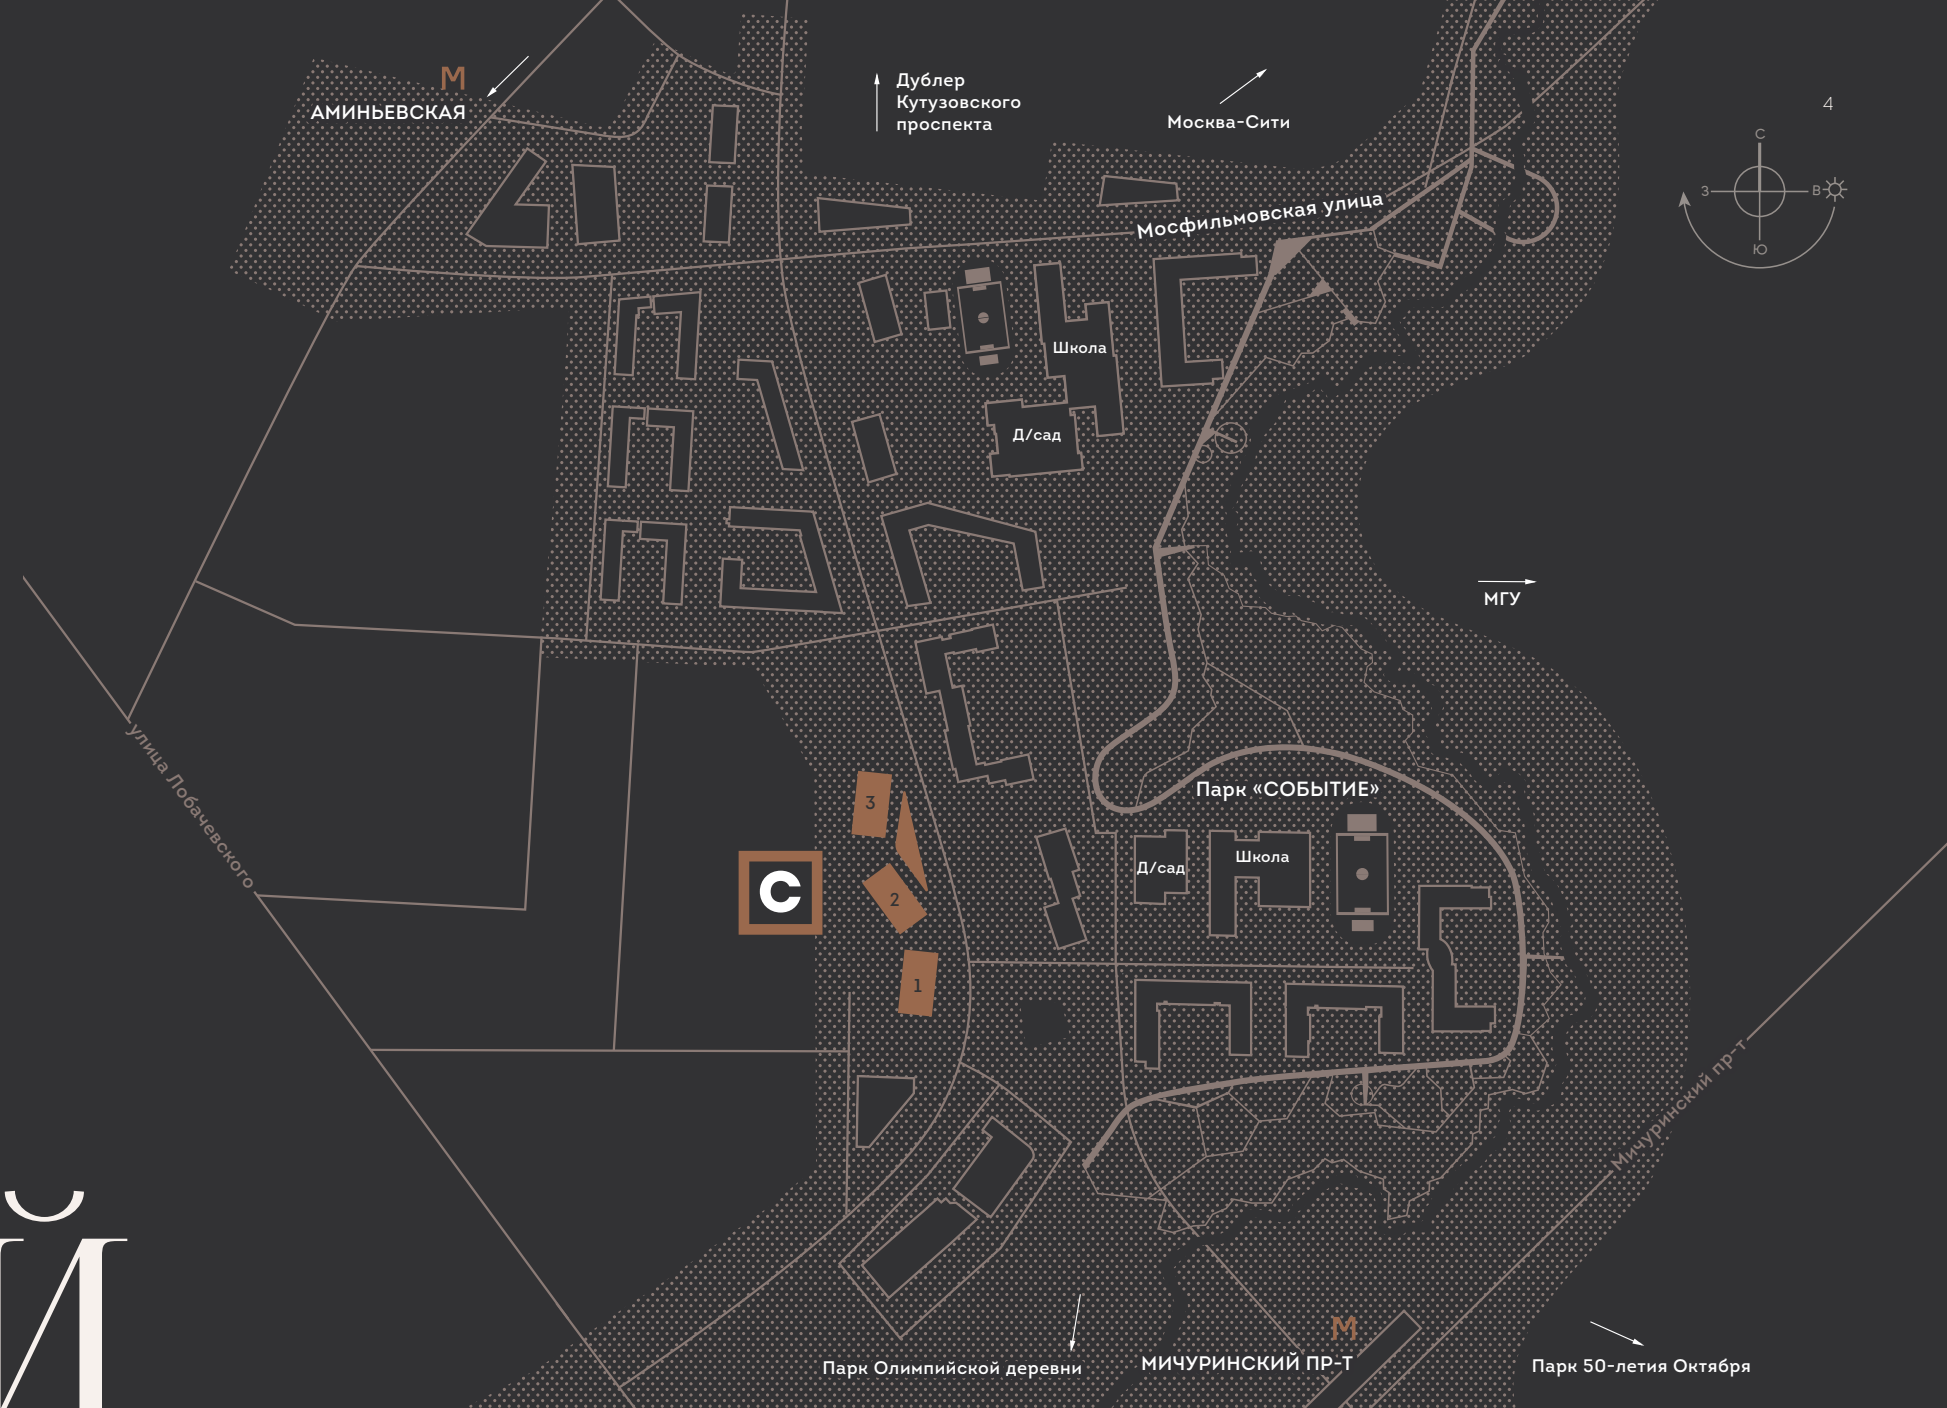 М
АМИНЬЕВСКАЯ
Дублер
Кутузовского
проспекта
Москва-Сити
4
С
З
В
Ю
Мосфильмовская улица
Школа
Д/сад
МГУ
улица Лобачевского
Парк «СОБЫТИЕ»
3
Д/сад
Школа
С
2
1
Мичуринский пр-т
Й
М
МИЧУРИНСКИЙ ПР-Т
Парк Олимпийской деревни
Парк 50-летия Октября